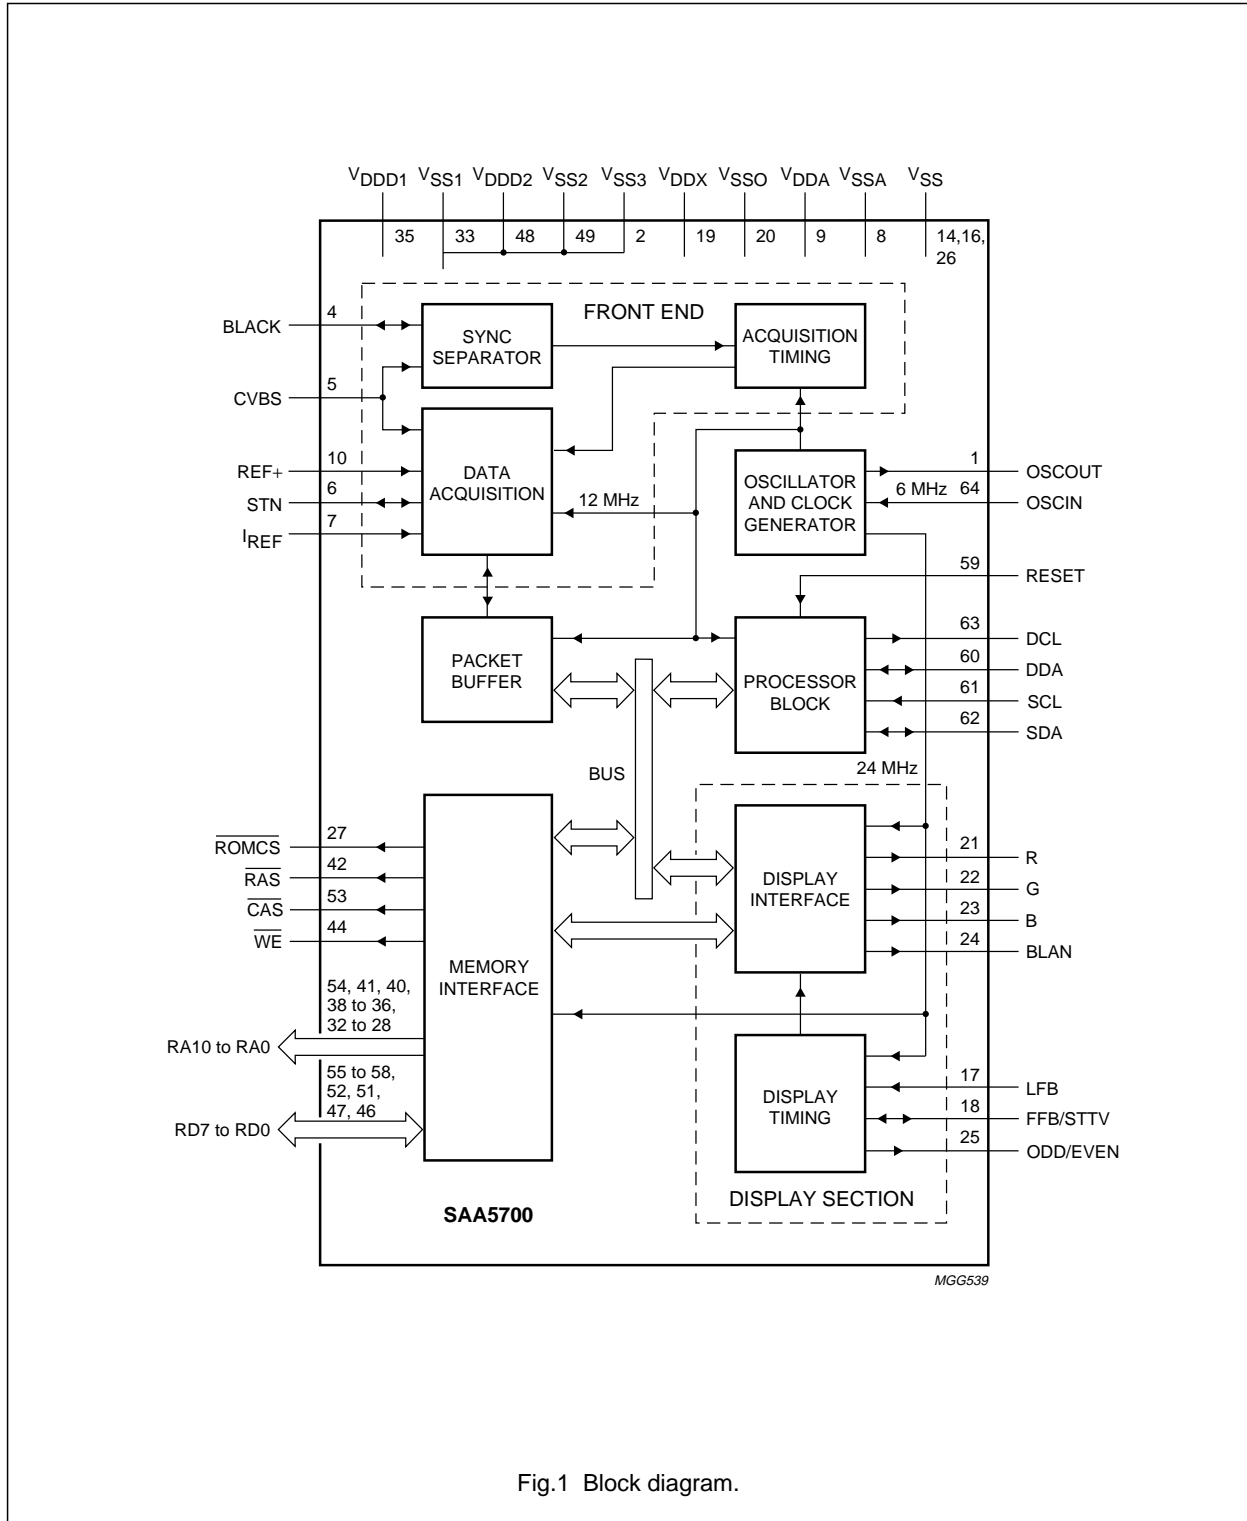 VDDD1 VSS1 VDDD2 VSS2 VSS3 VDDX VSSO VDDA VSSA VSS
35 33 48 49 2 19 20 9 8 14,16,
26
FRONT END
BLACK 4
SYNC
SEPARATOR
ACQUISITION
TIMING
CVBS 5
REF+ 10
STN 6
IREF 7
DATA
ACQUISITION
12 MHz
OSCILLATOR
AND CLOCK
GENERATOR
6 MHz
1 OSCOUT
64 OSCIN
59 RESET
PACKET
BUFFER
PROCESSOR
BLOCK
63 DCL
60 DDA
61 SCL
62 SDA
BUS
24 MHz
ROMCS 27
RAS 42
CAS 53
WE 44
MEMORY
INTERFACE
DISPLAY
INTERFACE
21 R
22 G
23 B
24 BLAN
54, 41, 40,
38 to 36,
32 to 28
RA10 to RA0
55 to 58,
52, 51,
47, 46
RD7 to RD0
DISPLAY
TIMING
17 LFB
18 FFB/STTV
25 ODD/EVEN
DISPLAY SECTION
SAA5700
MGG539
Fig.1 Block diagram.